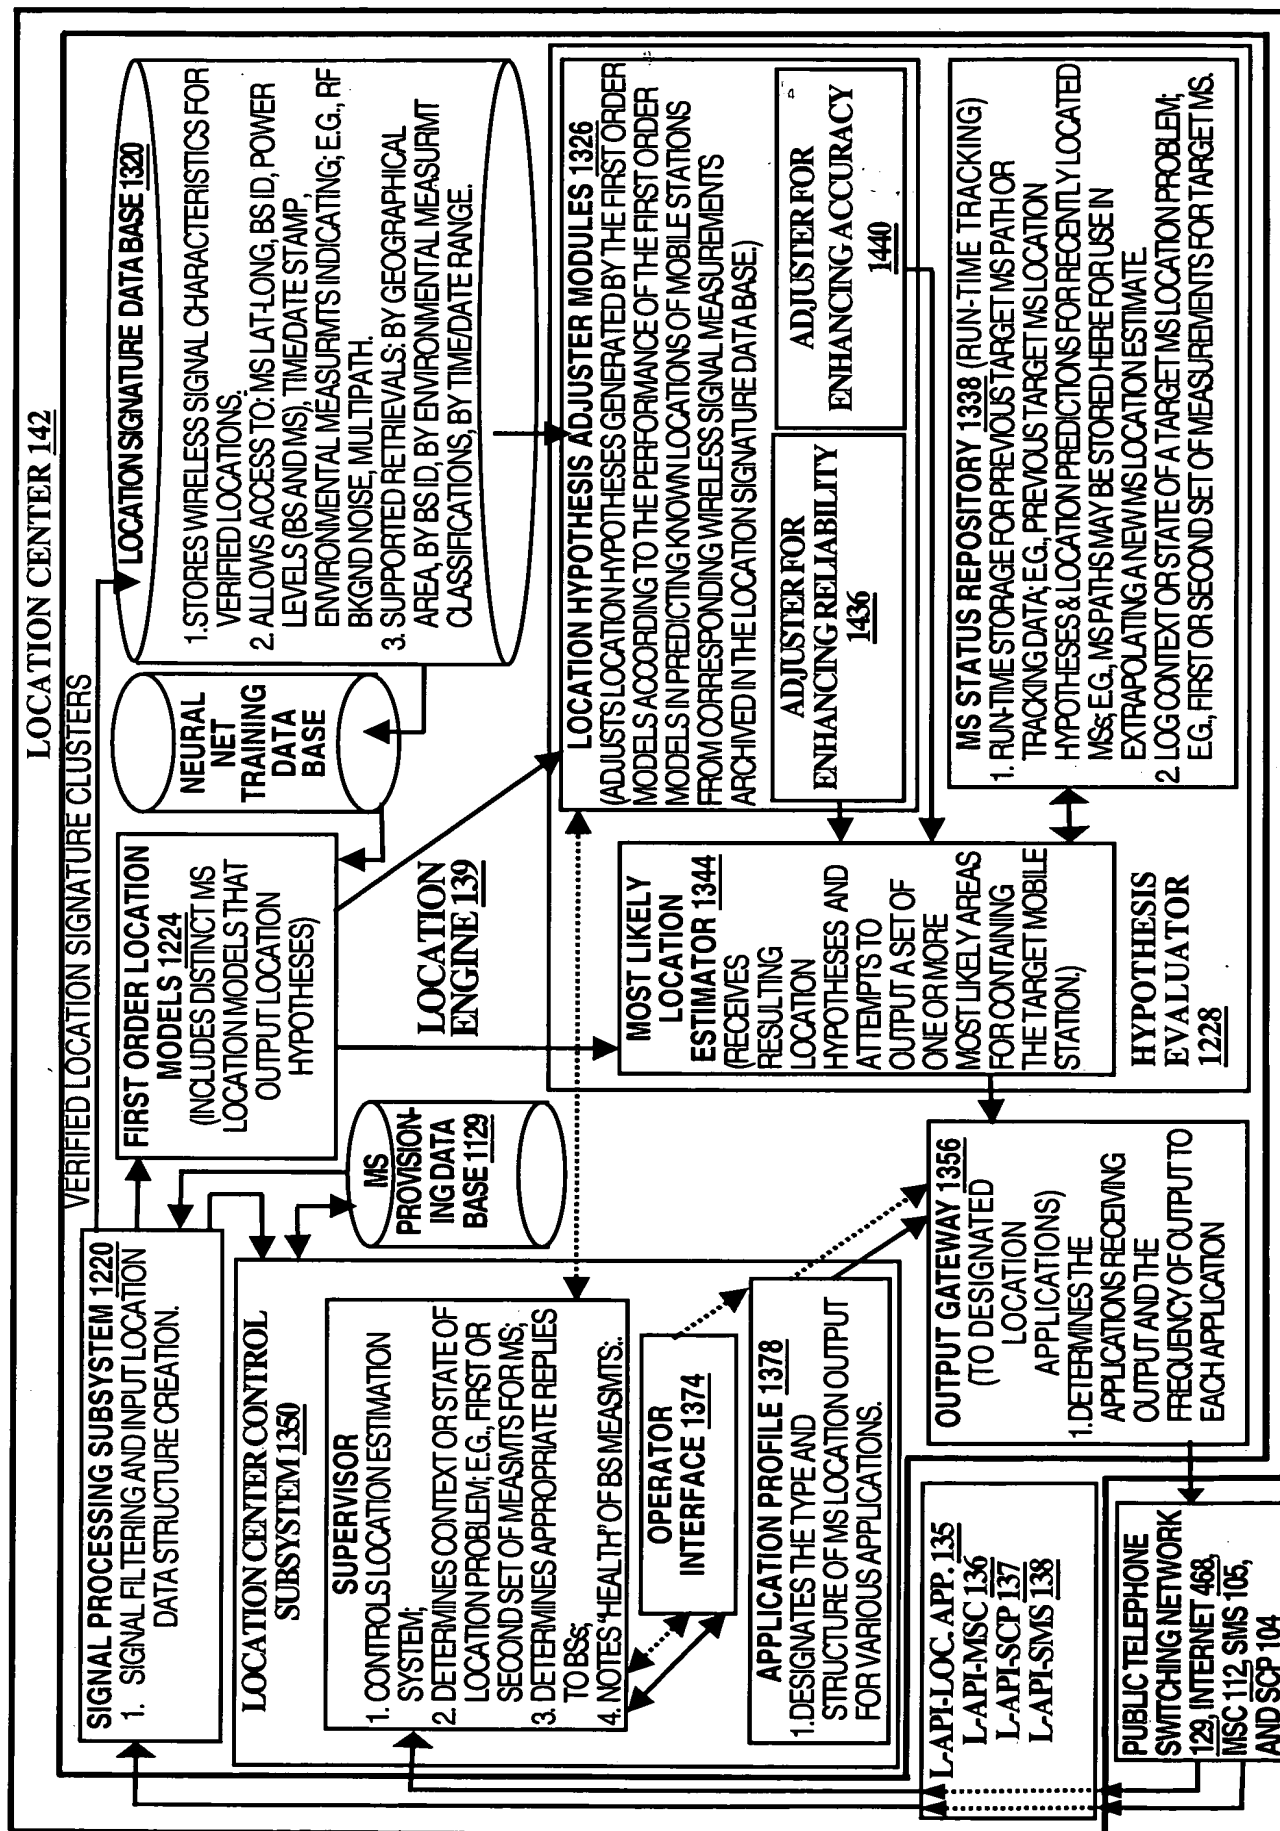 LOCATION CENTER 142
VERIFIED LOCATION SIGNATURE CLUSTERS
SIGNAL PROCESSING SUBSYSTEM 1220
1. SIGNAL FILTERING AND INPUT LOCATION
DATA STRUCTURE CREATION.
FIRST ORDER LOCATION
MODELS 1224
(INCLUDES DISTINCT MS
LOCATION MODELS THAT
OUTPUT LOCATION
HYPOTHESES)
NEURAL
NET
TRAINING
DATA
BASE
LOCATION SIGNATURE DATA BASE 1320
1. STORES WIRELESS SIGNAL CHARACTERISTICS FOR
VERIFIED LOCATIONS.
2. ALLOWS ACCESS TO: MS LAT-LONG, BS ID, POWER
LEVELS (BS AND MS), TIME/DATE STAMP,
ENVIRONMENTAL MEASURMTS INDICATING; E.G., RF
BKGND NOISE, MULTIPATH.
3. SUPPORTED RETRIEVALS: BY GEOGRAPHICAL
AREA, BY BS ID, BY ENVIRONMENTAL MEASURMT
CLASSIFICATIONS, BY TIME/DATE RANGE.
LOCATION CENTER CONTROL
SUBSYSTEM 1350
SUPERVISOR
1. CONTROLS LOCATION ESTIMATION
SYSTEM;
2. DETERMINES CONTEXT OR STATE OF
LOCATION PROBLEM; E.G., FIRST OR
SECOND SET OF MEASMTS FOR MS;
3. DETERMINES APPROPRIATE REPLIES
TO BSs;
4. NOTES "HEALTH" OF BS MEASMTS:.
OPERATOR
INTERFACE 1374
APPLICATION PROFILE 1378
1.DESIGNATES THE TYPE AND
STRUCTURE OF MS LOCATION OUTPUT
FOR VARIOUS APPLICATIONS.
MS
PROVISION-
ING DATA
BASE 1129
LOCATION
ENGINE 139
LOCATION HYPOTHESIS ADJUSTER MODULES 1326
(ADJUSTS LOCATION HYPOTHESES GENERATED BY THE FIRST ORDER
MODELS ACCORDING TO THE PERFORMANCE OF THE FIRST ORDER
MODELS IN PREDICTING KNOWN LOCATIONS OF MOBILE STATIONS
FROM CORRESPONDING WIRELESS SIGNAL MEASUREMENTS
ARCHIVED IN THE LOCATION SIGNATURE DATA BASE.)
ADJUSTER FOR
ENHANCING RELIABILITY
1436
ADJUSTER FOR
ENHANCING ACCURACY
1440
MOST LIKELY
LOCATION
ESTIMATOR 1344
(RECEIVES
RESULTING
LOCATION
HYPOTHESES AND
ATTEMPTS TO
OUTPUT A SET OF
ONE OR MORE
MOST LIKELY AREAS
FOR CONTAINING
THE TARGET MOBILE
STATION.)
HYPOTHESIS
EVALUATOR
1228
MS STATUS REPOSITORY 1338 (RUN-TIME TRACKING)
1. RUN-TIME STORAGE FOR PREVIOUS TARGET MS PATH OR
TRACKING DATA; E.G., PREVIOUS TARGET MS LOCATION
HYPOTHESES & LOCATION PREDICTIONS FOR RECENTLY LOCATED
MSs; E.G., MS PATHS MAY BE STORED HERE FOR USE IN
EXTRAPOLATING A NEW MS LOCATION ESTIMATE.
2. LOG CONTEXT OR STATE OF A TARGET MS LOCATION PROBLEM;
E.G., FIRST OR SECOND SET OF MEASUREMENTS FOR TARGET MS.
OUTPUT GATEWAY 1356
(TO DESIGNATED
LOCATION
APPLICATIONS)
1.DETERMINES THE
APPLICATIONS RECEIVING
OUTPUT AND THE
FREQUENCY OF OUTPUT TO
EACH APPLICATION
L-API-LOC. APP. 135
L-API-MSC 136
L-API-SCP 137
L-API-SMS 138
PUBLIC TELEPHONE
SWITCHING NETWORK
129, INTERNET 468,
MSC 112, SMS 105,
AND SCP 104